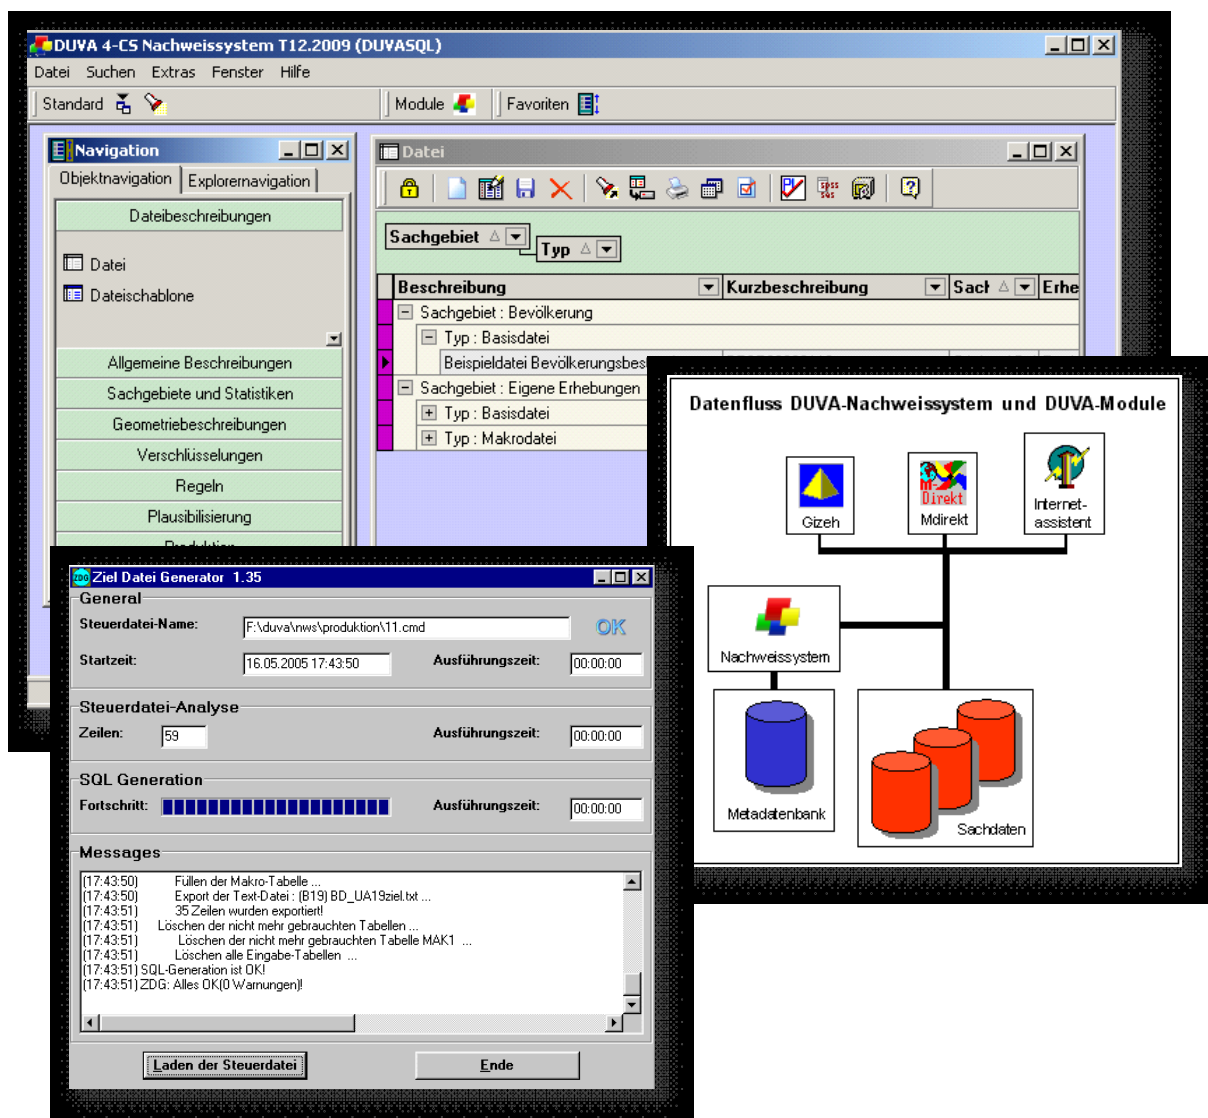 DUVA 4-CS Nachweissystem T12.2009 (DUVASQL)
Datei Suchen Extras Fenster Hilfe
Standard Module Favoriten
Navigation
Objektnavigation Explorernavigation
Dateibeschreibungen
Datei
Dateischablone
Allgemeine Beschreibungen
Sachgebiete und Statistiken
Geometriebeschreibungen
Verschlüsselungen
Regeln
Plausibilisierung
Datei
Sachgebiet
Typ
Beschreibung Kurzbeschreibung Erhe
Sachgebiet : Bevölkerung
Typ : Basisdatei
Beispieldatei Bevölkerungsbes
Sachgebiet : Eigene Erhebungen
Typ : Basisdatei
Typ : Makrodatei
Datenfluss DUVA-Nachweissystem und DUVA-Module
M-
Direkt
Gizeh
Mdirekt
Internet-
assistent
Nachweissystem
Metadatenbank
Sachdaten
ZDG Ziel Datei Generator 1.35
General
Steuerdatei-Name: F:\duva\nws\produktion\11.cmd OK
Startzeit: 16.05.2005 17:43:50 Ausführungszeit: 00:00:00
Steuerdatei-Analyse
Zeilen: 59 Ausführungszeit: 00:00:00
SQL Generation
Fortschritt: Ausführungszeit: 00:00:00
Messages
(17:43:50) Füllen der Makro-Tabelle ...
(17:43:50) Export der Text-Datei : (B19) BD_UA19ziel.txt ...
(17:43:51) 35 Zeilen wurden exportiert!
(17:43:51) Löschen der nicht mehr gebrauchten Tabellen ...
(17:43:51) Löschen der nicht mehr gebrauchten Tabelle MAK1 ...
(17:43:51) Löschen alle Eingabe-Tabellen ...
(17:43:51) SQL-Generation ist OK!
(17:43:51) ZDG: Alles OK(0 Warnungen)!
Laden der Steuerdatei Ende